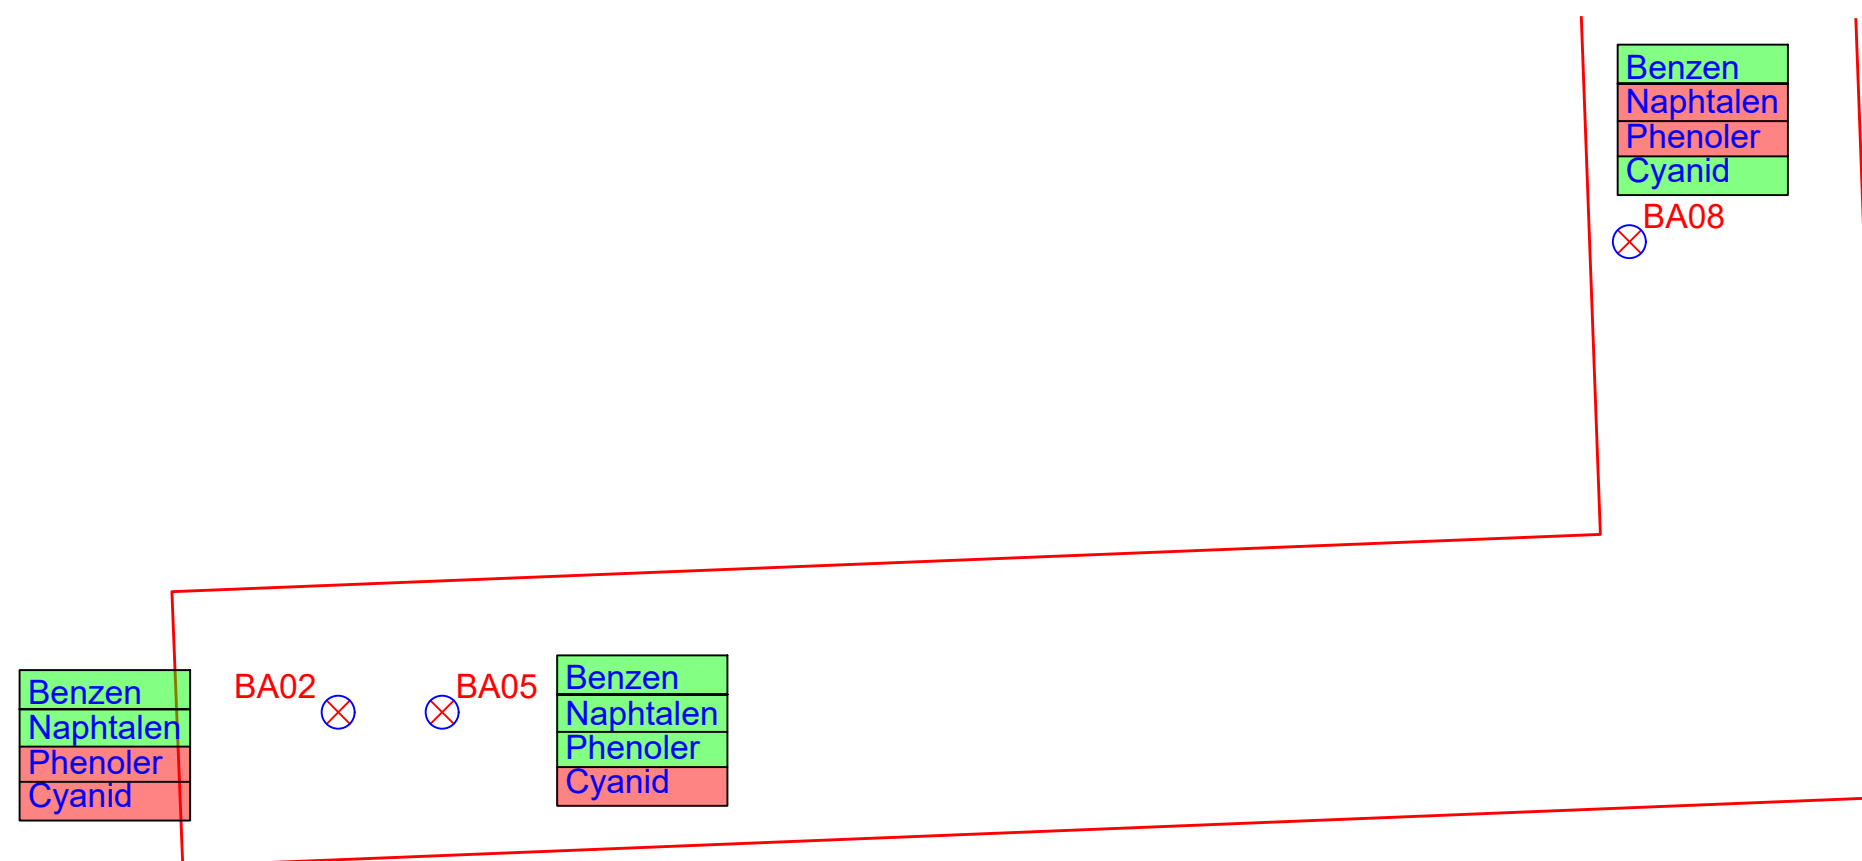 Benzen
Naphtalen
Phenoler
Cyanid
BA08
Benzen
Naphtalen
Phenoler
Cyanid
BA02
BA05
Benzen
Naphtalen
Phenoler
Cyanid